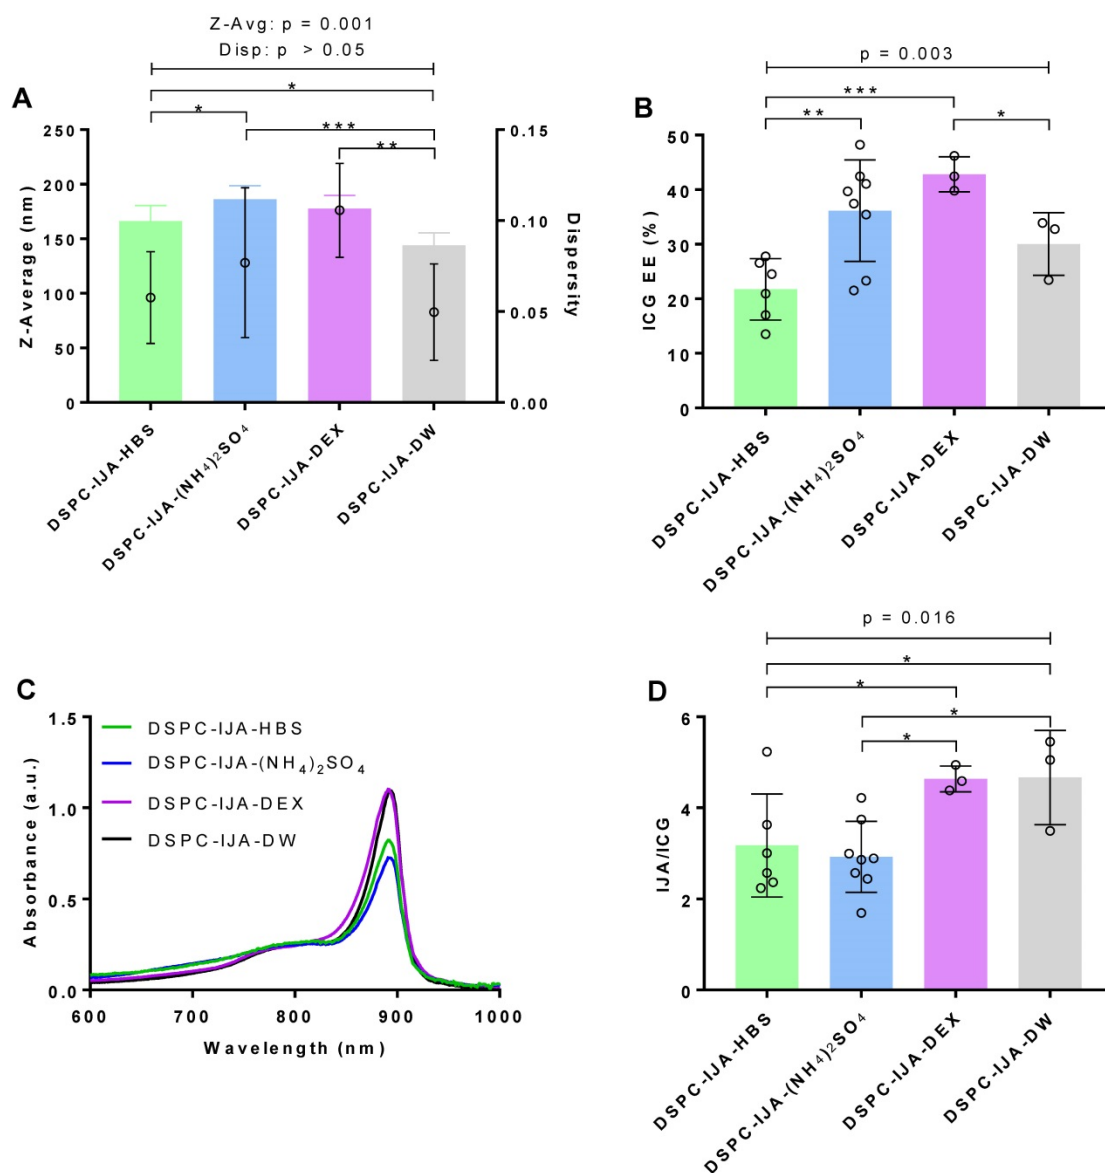 Z-Avg: p = 0.001
Disp: p > 0.05
*
A
*
***
**
250
200
150
100
50
0
Z-Average (nm)
0.15
0.10
0.05
0.00
Dispersity
DSPC-IJA-HBS
DSPC-IJA-(NH₄)₂SO₄
DSPC-IJA-DEX
DSPC-IJA-DW
p = 0.003
B
***
**
*
50
40
30
20
10
0
ICG EE (%)
DSPC-IJA-HBS
DSPC-IJA-(NH₄)₂SO₄
DSPC-IJA-DEX
DSPC-IJA-DW
C
1.5
1.0
0.5
0.0
Absorbance (a.u.)
DSPC-IJA-HBS
DSPC-IJA-(NH₄)₂SO₄
DSPC-IJA-DEX
DSPC-IJA-DW
600 700 800 900 1000
Wavelength (nm)
p = 0.016
D
*
*
*
*
6
4
2
0
IJA/ICG
DSPC-IJA-HBS
DSPC-IJA-(NH₄)₂SO₄
DSPC-IJA-DEX
DSPC-IJA-DW